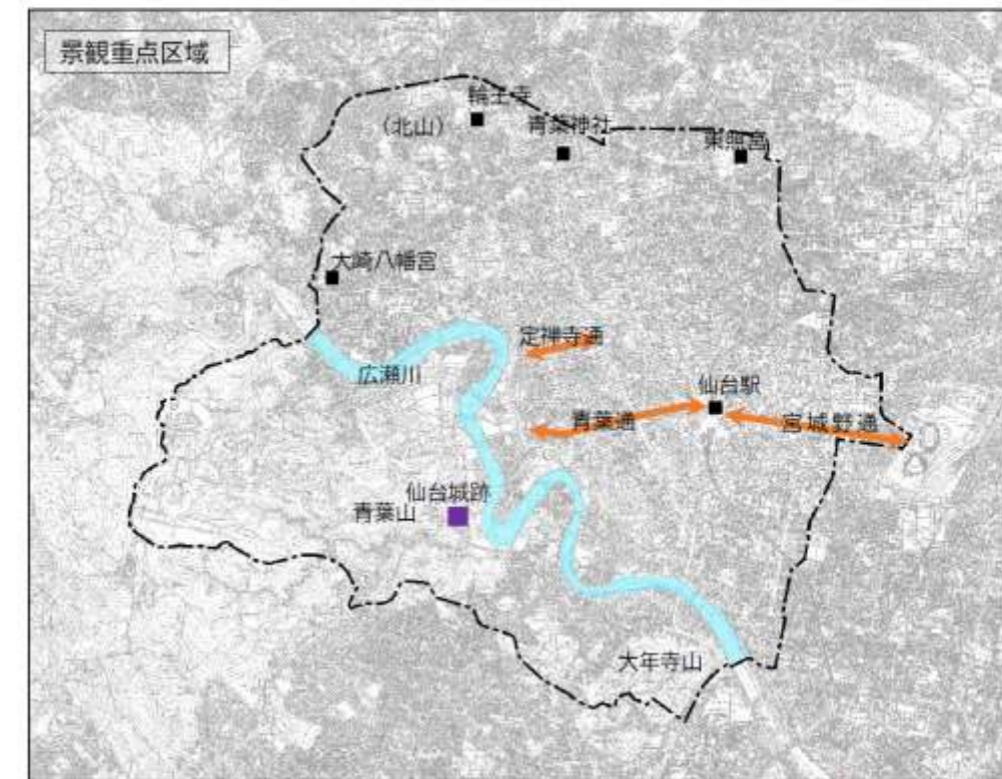 景観重点区域
輪王寺
(北山)
青葉神社
東照宮
大崎八幡宮
定禅寺通
広瀬川
仙台駅
青葉通
宮城野通
仙台城跡
青葉山
大年寺山